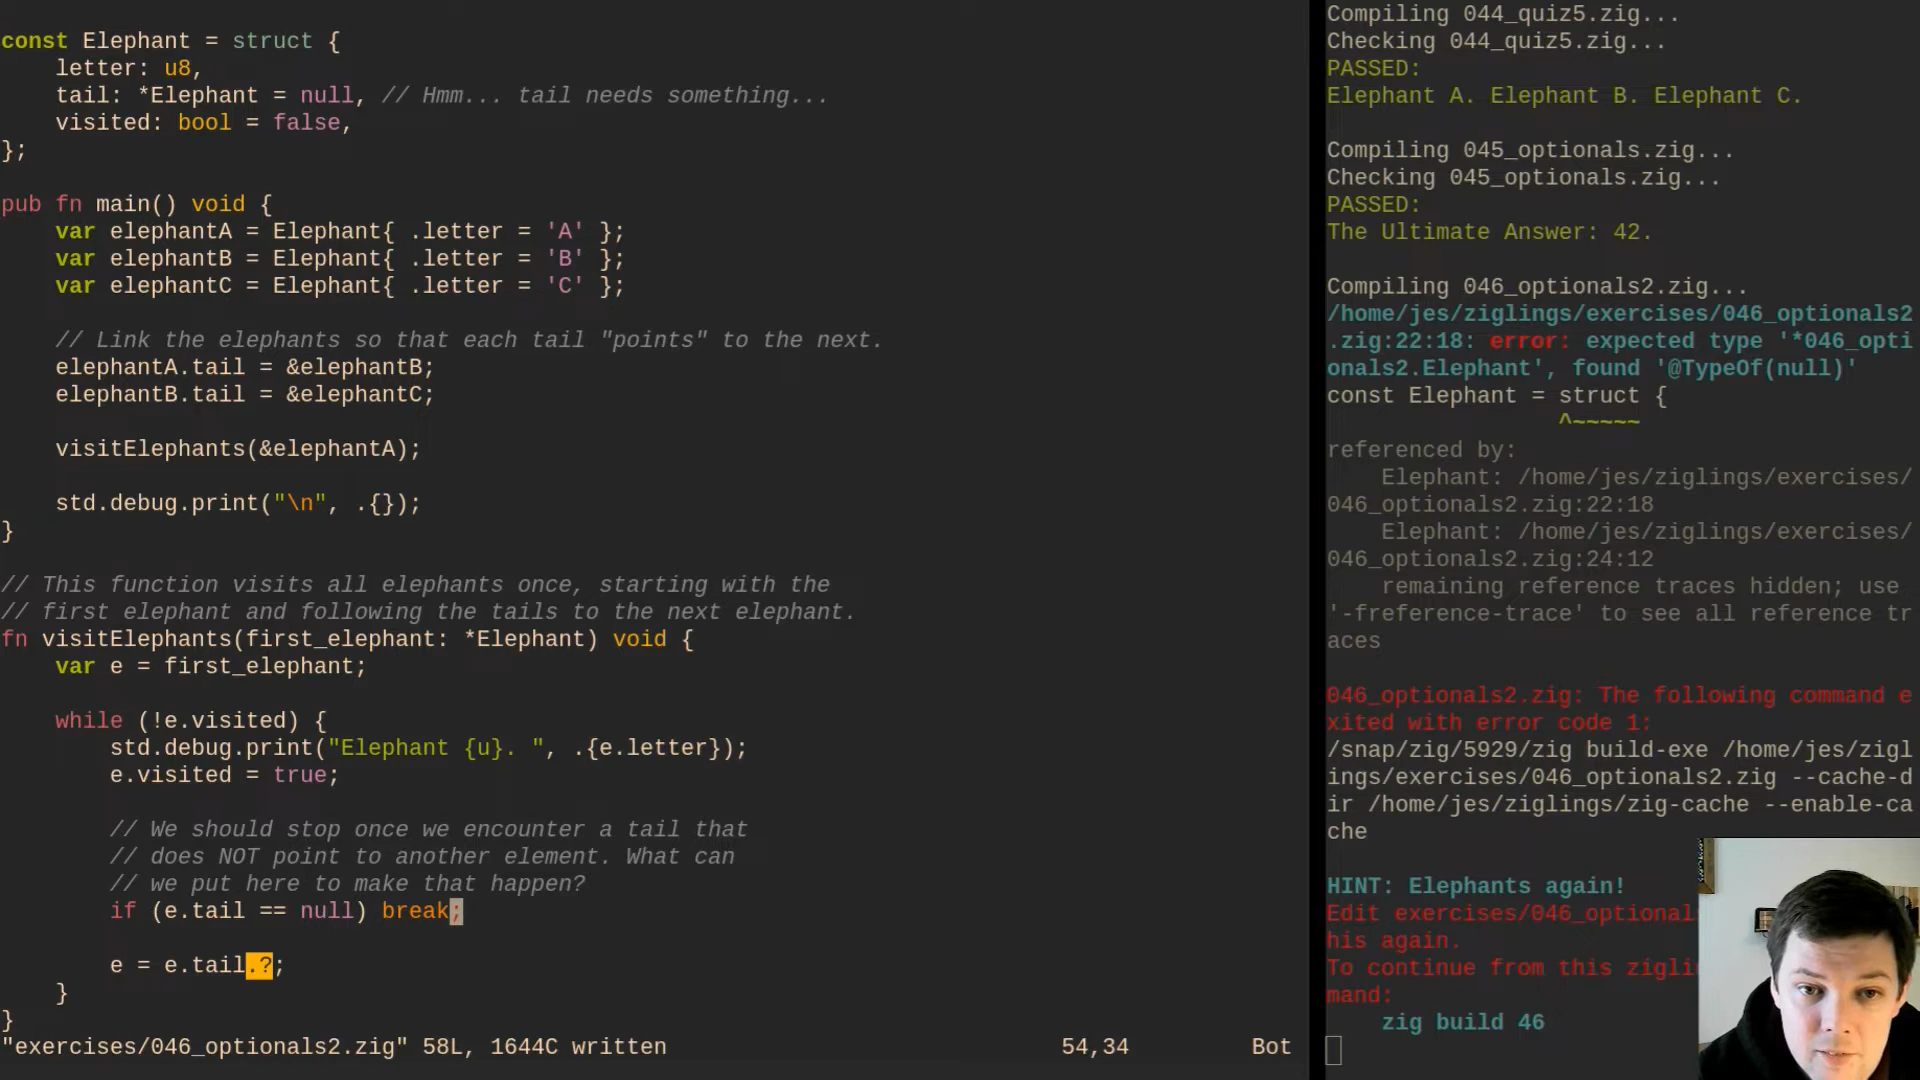 const Elephant = struct {
    letter: u8,
    tail: *Elephant = null, // Hmm... tail needs something...
    visited: bool = false,
};

pub fn main() void {
    var elephantA = Elephant{ .letter = 'A' };
    var elephantB = Elephant{ .letter = 'B' };
    var elephantC = Elephant{ .letter = 'C' };

    // Link the elephants so that each tail "points" to the next.
    elephantA.tail = &elephantB;
    elephantB.tail = &elephantC;

    visitElephants(&elephantA);

    std.debug.print("\n", .{});
}

// This function visits all elephants once, starting with the
// first elephant and following the tails to the next elephant.
fn visitElephants(first_elephant: *Elephant) void {
    var e = first_elephant;

    while (!e.visited) {
        std.debug.print("Elephant {u}. ", .{e.letter});
        e.visited = true;

        // We should stop once we encounter a tail that
        // does NOT point to another element. What can
        // we put here to make that happen?
        if (e.tail == null) break;

        e = e.tail.?;
    }
}
"exercises/046_optionals2.zig" 58L, 1644C written 54,34 Bot
Compiling 044_quiz5.zig...
Checking 044_quiz5.zig...
PASSED:
Elephant A. Elephant B. Elephant C.

Compiling 045_optionals.zig...
Checking 045_optionals.zig...
PASSED:
The Ultimate Answer: 42.

Compiling 046_optionals2.zig...
/home/jes/ziglings/exercises/046_optionals2
.zig:22:18: error: expected type '*046_opti
onals2.Elephant', found '@TypeOf(null)'
const Elephant = struct {
                 ^~~~~~
referenced by:
    Elephant: /home/jes/ziglings/exercises/
046_optionals2.zig:22:18
    Elephant: /home/jes/ziglings/exercises/
046_optionals2.zig:24:12
    remaining reference traces hidden; use
'-freference-trace' to see all reference tr
aces

046_optionals2.zig: The following command e
xited with error code 1:
/snap/zig/5929/zig build-exe /home/jes/zigl
ings/exercises/046_optionals2.zig --cache-d
ir /home/jes/ziglings/zig-cache --enable-ca
che

HINT: Elephants again!
Edit exercises/046_optional
his again.
To continue from this zigli
mand:
    zig build 46